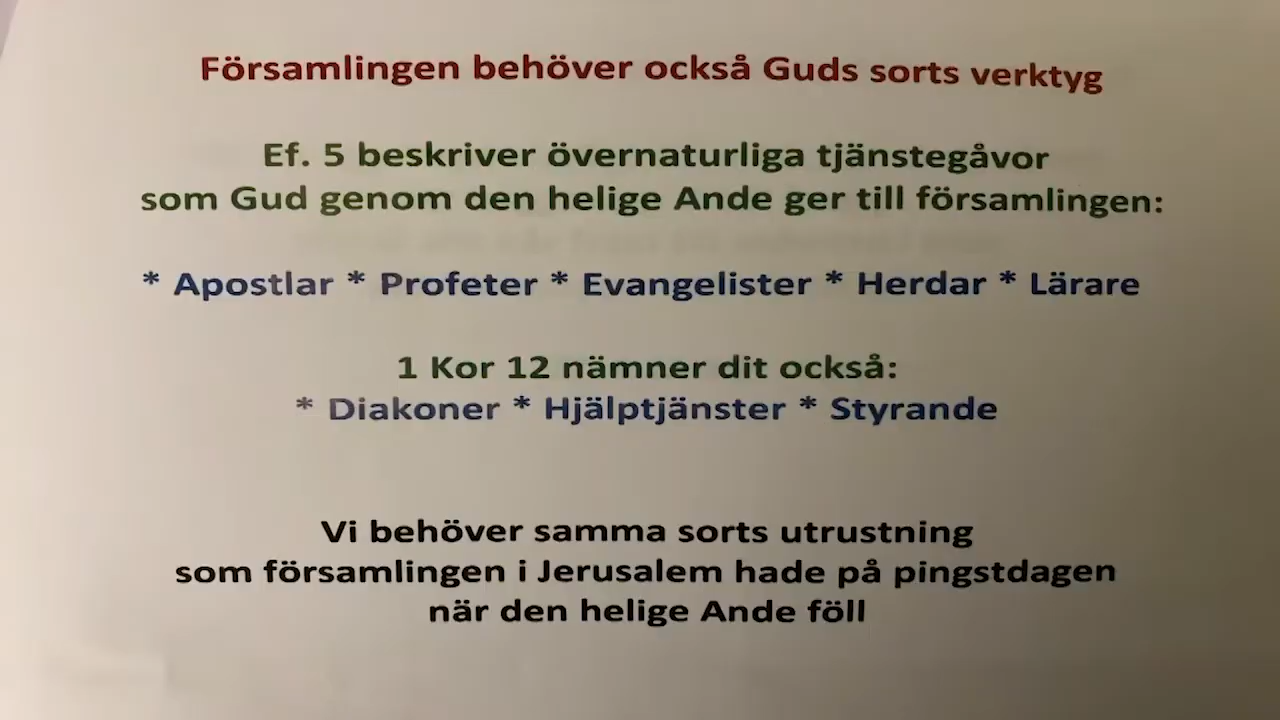 Församlingen behöver också Guds sorts verktyg
Ef. 5 beskriver övernaturliga tjänstegåvor
som Gud genom den helige Ande ger till församlingen:
* Apostlar * Profeter * Evangelister * Herdar * Lärare
1 Kor 12 nämner dit också:
* Diakoner * Hjälptjänster * Styrande
Vi behöver samma sorts utrustning
som församlingen i Jerusalem hade på pingstdagen
när den helige Ande föll